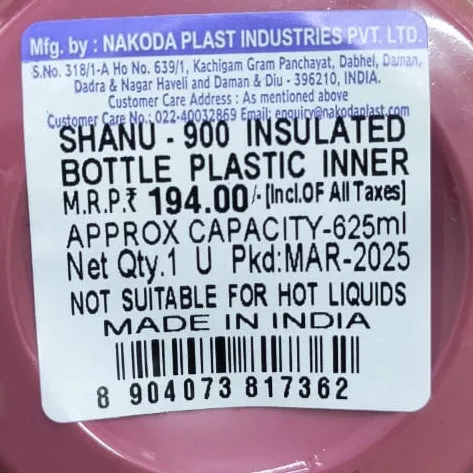 Mfg. by : NAKODA PLAST INDUSTRIES PVT. LTD.
S.No. 318/1-A Ho No. 639/1, Kachigam Gram Panchayat, Dabhel, Daman,
Dadra & Nagar Haveli and Daman & Diu - 396210, INDIA.
Customer Care Address : As mentioned above
Customer Care No.: 022-40032869 Email: enquiry@nakodaplast.com
SHANU - 900 INSULATED
BOTTLE PLASTIC INNER
M.R.P.₹ 194.00/- [Incl.OF All Taxes]
APPROX CAPACITY-625ml
Net Qty.1 U Pkd:MAR-2025
NOT SUITABLE FOR HOT LIQUIDS
MADE IN INDIA
8 904073 817362